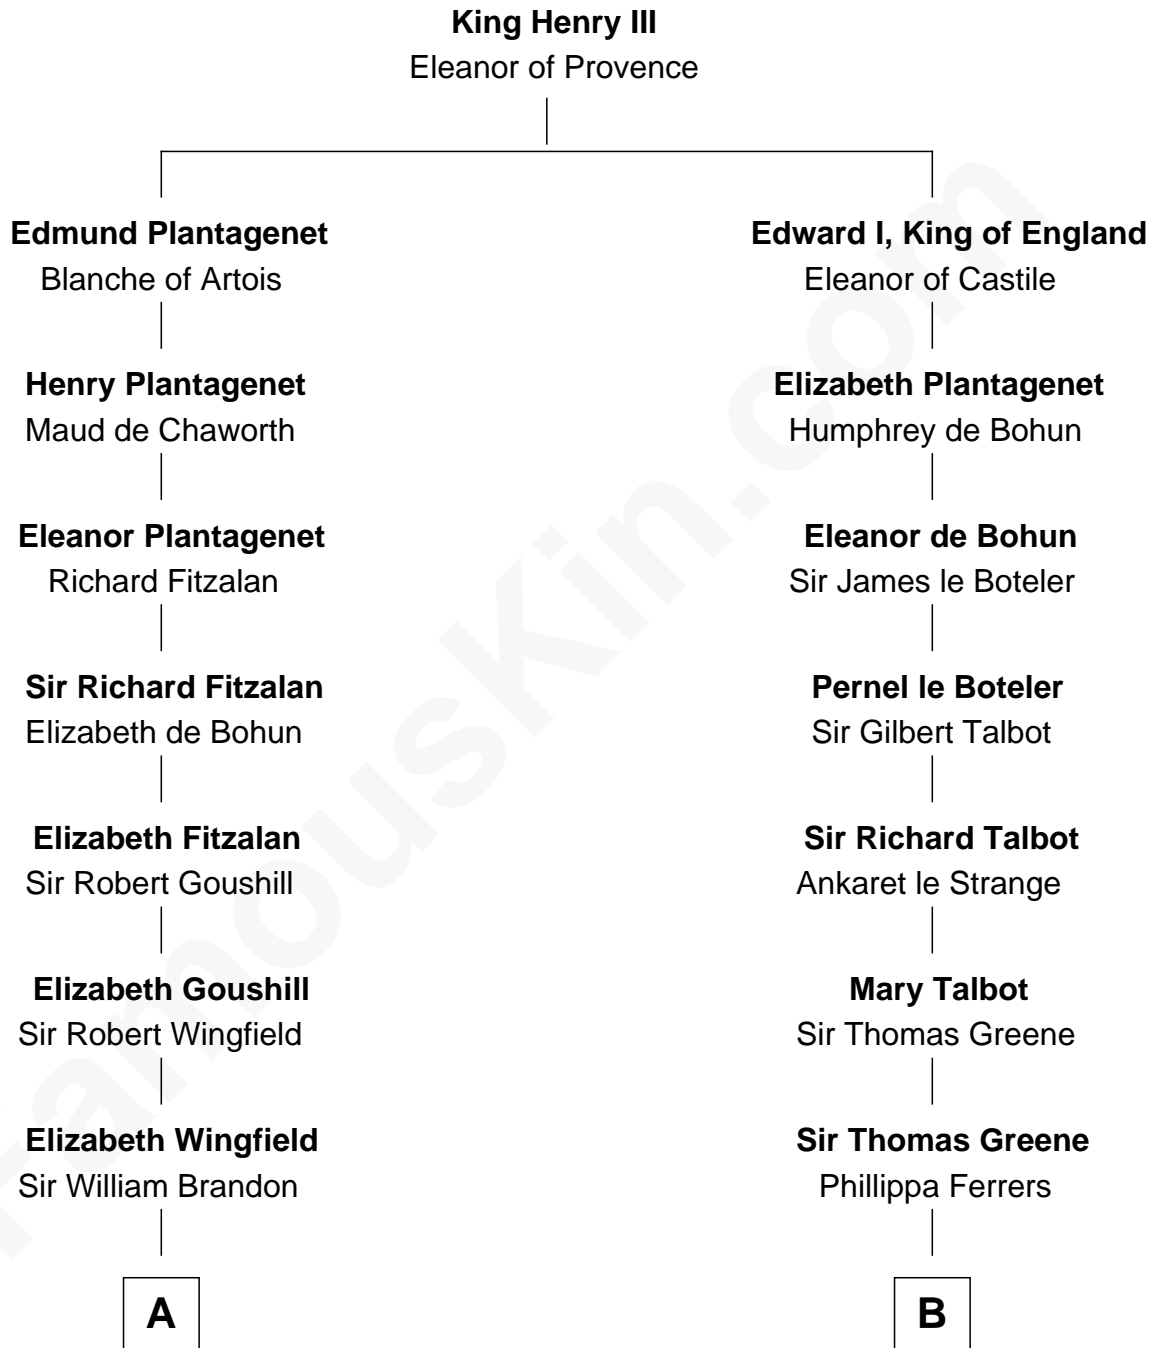 King Henry III
Eleanor of Provence
Edmund Plantagenet
Blanche of Artois
Edward I, King of England
Eleanor of Castile
Henry Plantagenet
Maud de Chaworth
Elizabeth Plantagenet
Humphrey de Bohun
Eleanor Plantagenet
Richard Fitzalan
Eleanor de Bohun
Sir James le Boteler
Sir Richard Fitzalan
Elizabeth de Bohun
Pernel le Boteler
Sir Gilbert Talbot
Elizabeth Fitzalan
Sir Robert Goushill
Sir Richard Talbot
Ankaret le Strange
Elizabeth Goushill
Sir Robert Wingfield
Mary Talbot
Sir Thomas Greene
Elizabeth Wingfield
Sir William Brandon
Sir Thomas Greene
Phillippa Ferrers
A
B
FamousKin.com